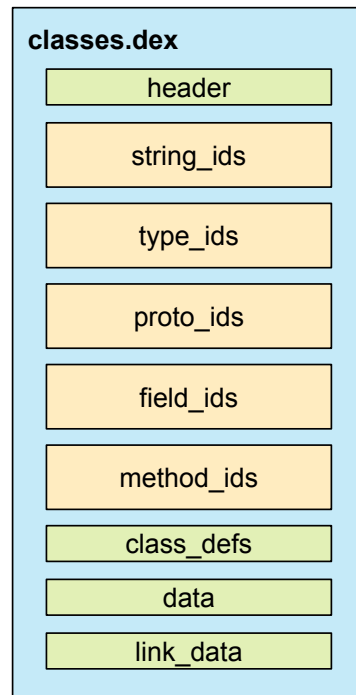 classes.dex
header
string_ids
type_ids
proto_ids
field_ids
method_ids
class_defs
data
link_data